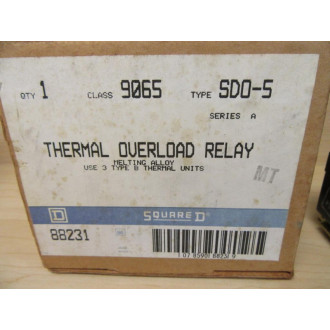 QTY 1 CLASS 9065 TYPE SDO-5
SERIES A
THERMAL OVERLOAD RELAY
MELTING ALLOY
USE 3 TYPE B THERMAL UNITS
MT
D SQUARE D
88231